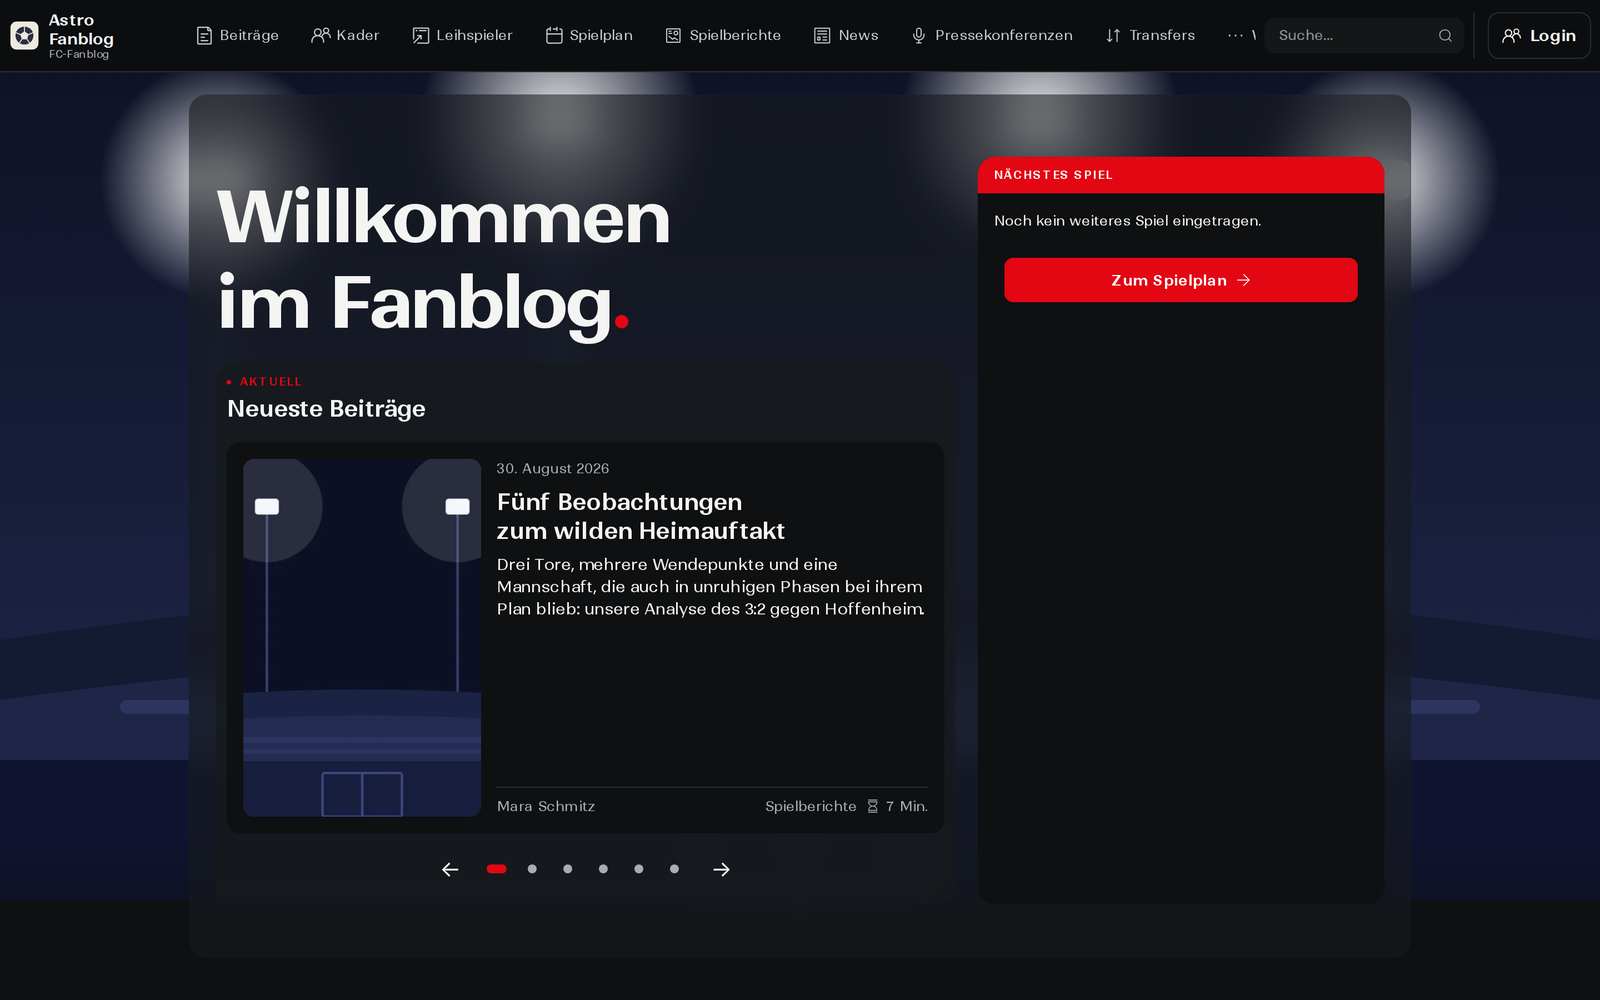 Astro
Fanblog
FC-Fanblog
Beiträge
Kader
Leihspieler
Spielplan
Spielberichte
News
Pressekonferenzen
Transfers
Suche...
Login
Willkommen
im Fanblog.
AKTUELL
Neueste Beiträge
30. August 2026
Fünf Beobachtungen
zum wilden Heimauftakt
Drei Tore, mehrere Wendepunkte und eine
Mannschaft, die auch in unruhigen Phasen bei ihrem
Plan blieb: unsere Analyse des 3:2 gegen Hoffenheim.
Mara Schmitz
Spielberichte 7 Min.
NÄCHSTES SPIEL
Noch kein weiteres Spiel eingetragen.
Zum Spielplan